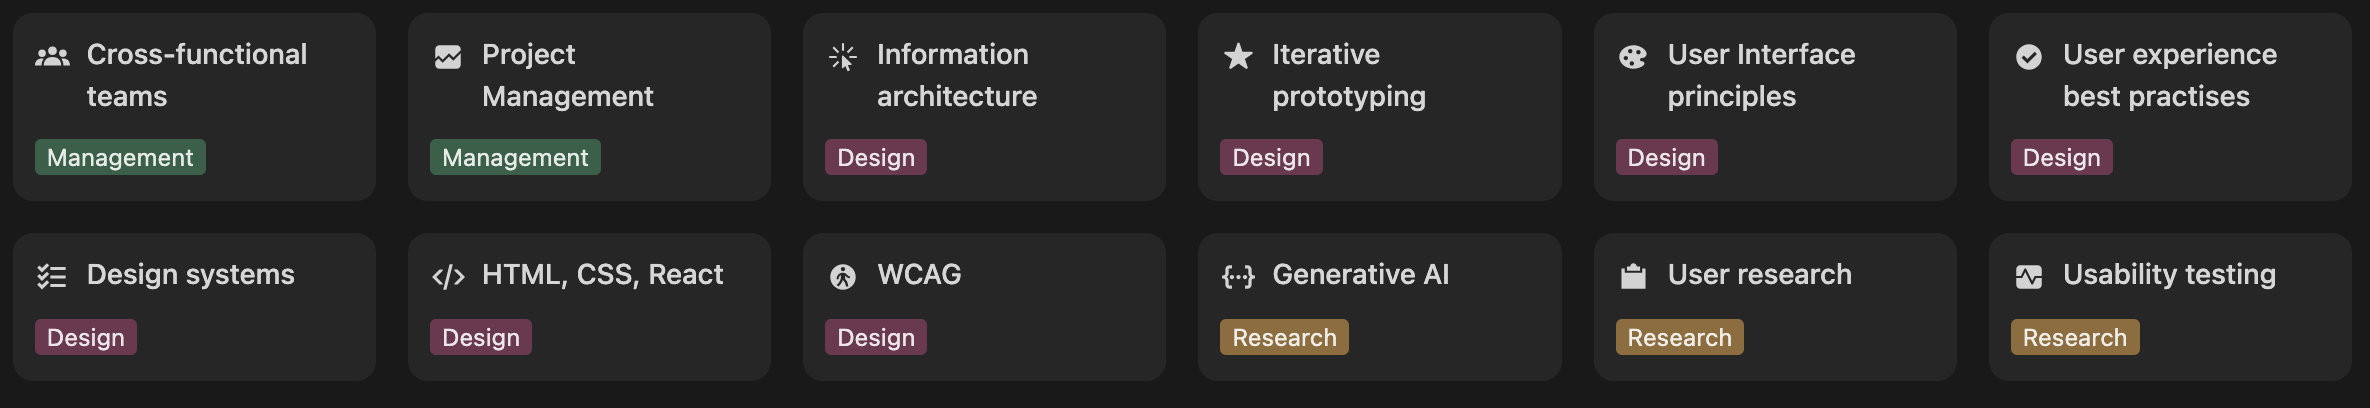 Cross-functional
teams
Management
Project
Management
Management
Information
architecture
Design
Iterative
prototyping
Design
User Interface
principles
Design
User experience
best practises
Design
Design systems
Design
HTML, CSS, React
Design
WCAG
Design
Generative AI
Research
User research
Research
Usability testing
Research